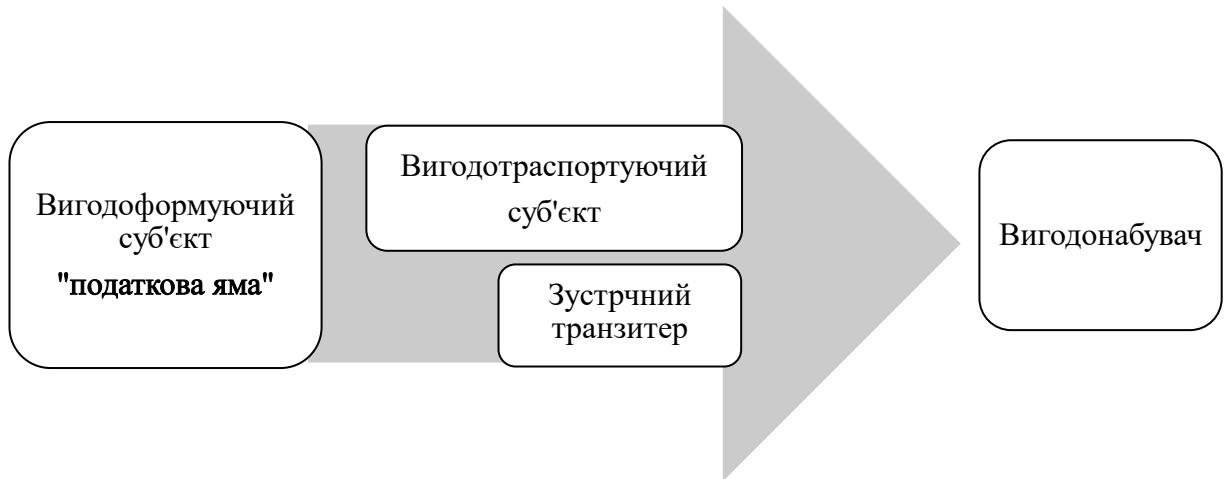 Вигодоформуючий
суб'єкт
"податкова яма"
Вигодотраспортуючий
суб'єкт
Зустрчний
транзитер
Вигодонабувач